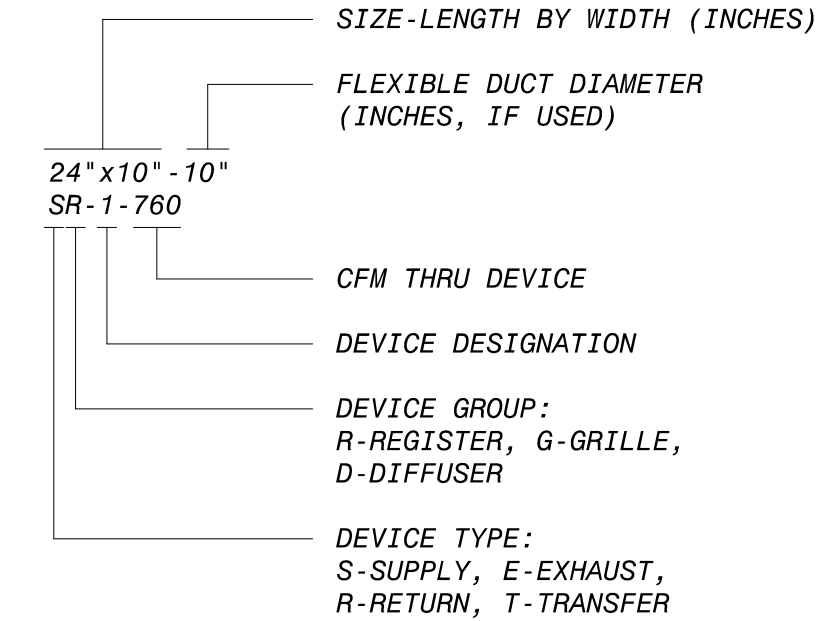 SIZE-LENGTH BY WIDTH (INCHES)
FLEXIBLE DUCT DIAMETER
(INCHES, IF USED)
24"x10"-10"
SR-1-760
CFM THRU DEVICE
DEVICE DESIGNATION
DEVICE GROUP:
R-REGISTER, G-GRILLE,
D-DIFFUSER
DEVICE TYPE:
S-SUPPLY, E-EXHAUST,
R-RETURN, T-TRANSFER